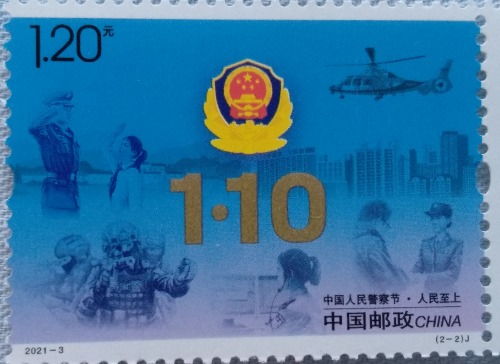 1.20元
1·10
中国人民警察节·人民至上
中国邮政CHINA
2021-3
(2-2)J